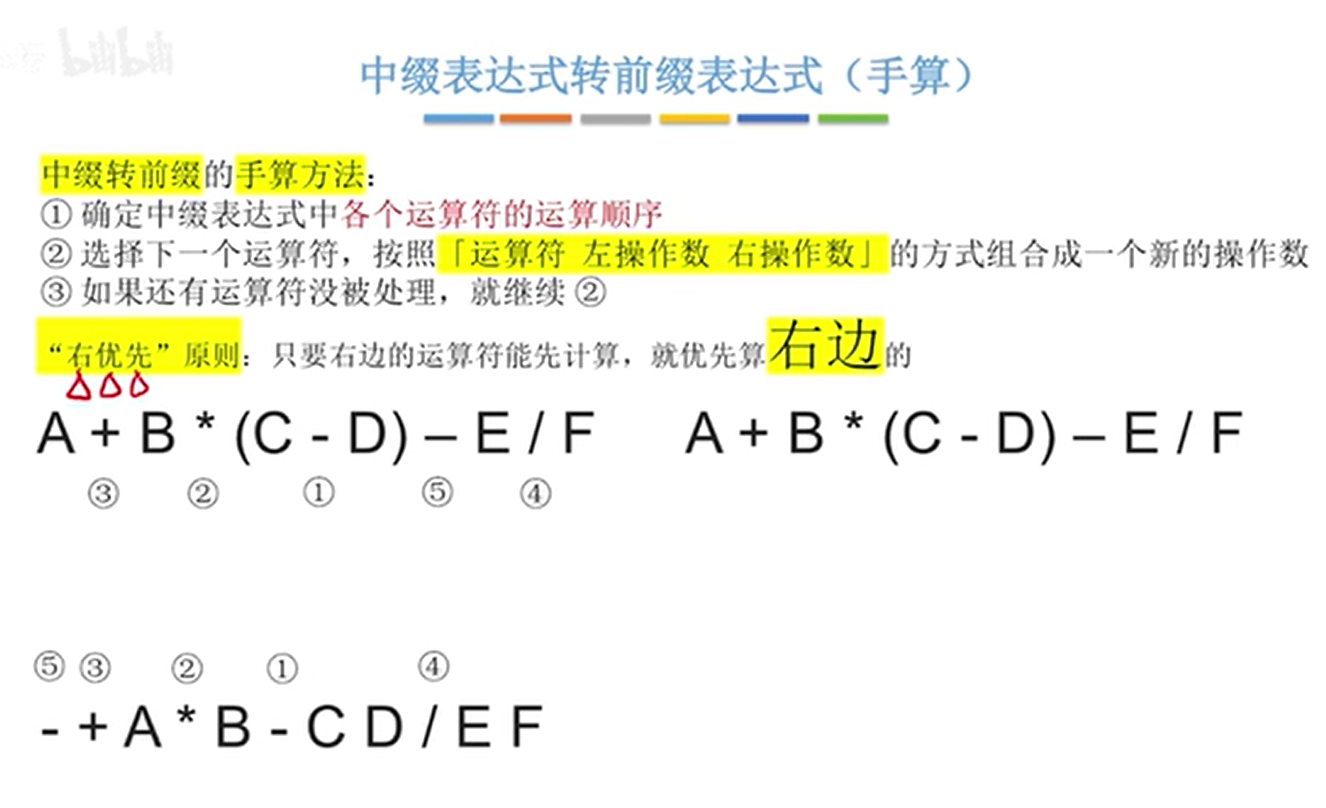 bilibili
中缀表达式转前缀表达式（手算）
中缀转前缀的手算方法：
① 确定中缀表达式中各个运算符的运算顺序
② 选择下一个运算符，按照「运算符 左操作数 右操作数」的方式组合成一个新的操作数
③ 如果还有运算符没被处理，就继续 ②
“右优先”原则：只要右边的运算符能先计算，就优先算右边的
A + B * (C - D) – E / F
③ ② ① ⑤ ④
A + B * (C - D) – E / F
⑤ ③ ② ① ④
- + A * B - C D / E F